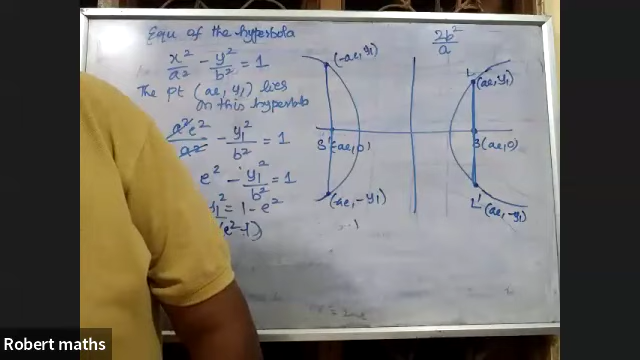 Equ of the hyperbola
x²/a² - y²/b² = 1
The pt (ae, y₁) lies
on this hyperbola
a²e²/a² - y₁²/b² = 1
e² - y₁²/b² = 1
y₁² = 1 - e²
(e² - 1)
(-ae, y₁)
S'(-ae, 0)
(-ae, -y₁)
2b²/a
L
(ae, y₁)
S(ae, 0)
L' (ae, -y₁)
Robert maths